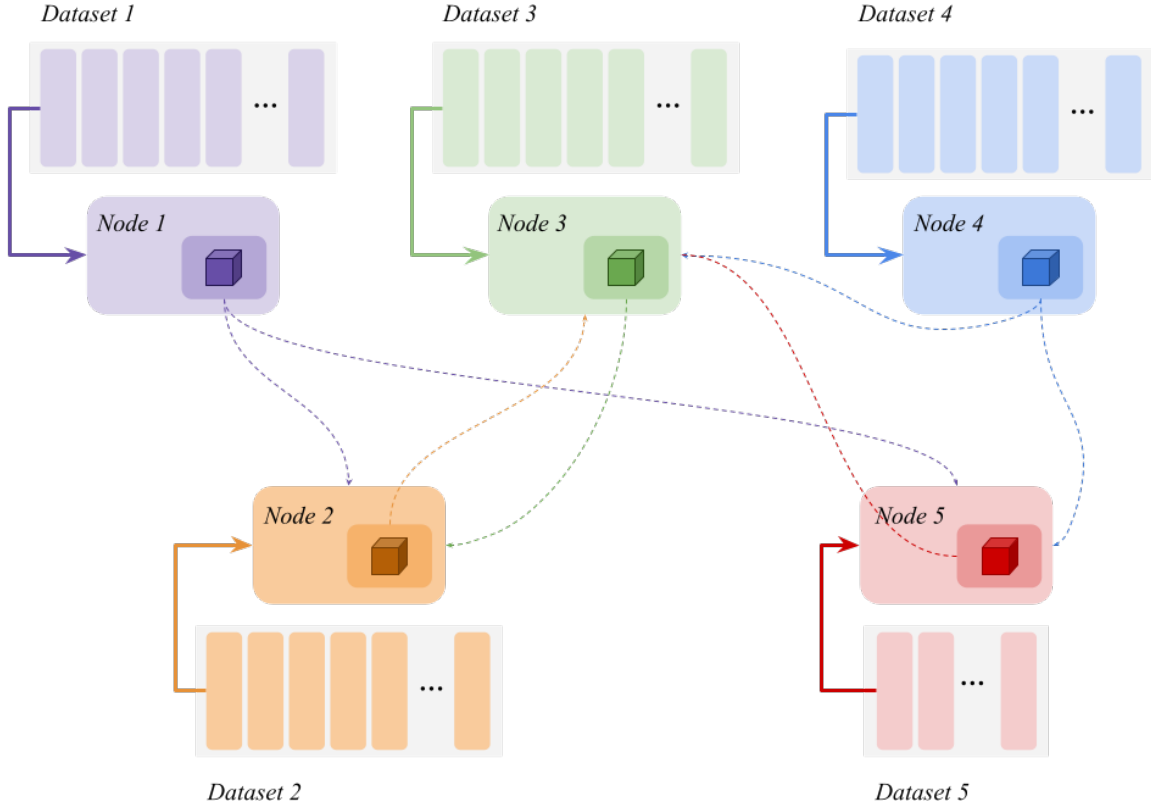 Dataset 1
Dataset 3
Dataset 4
...
...
...
Node 1
Node 3
Node 4
Node 2
Node 5
...
...
Dataset 2
Dataset 5